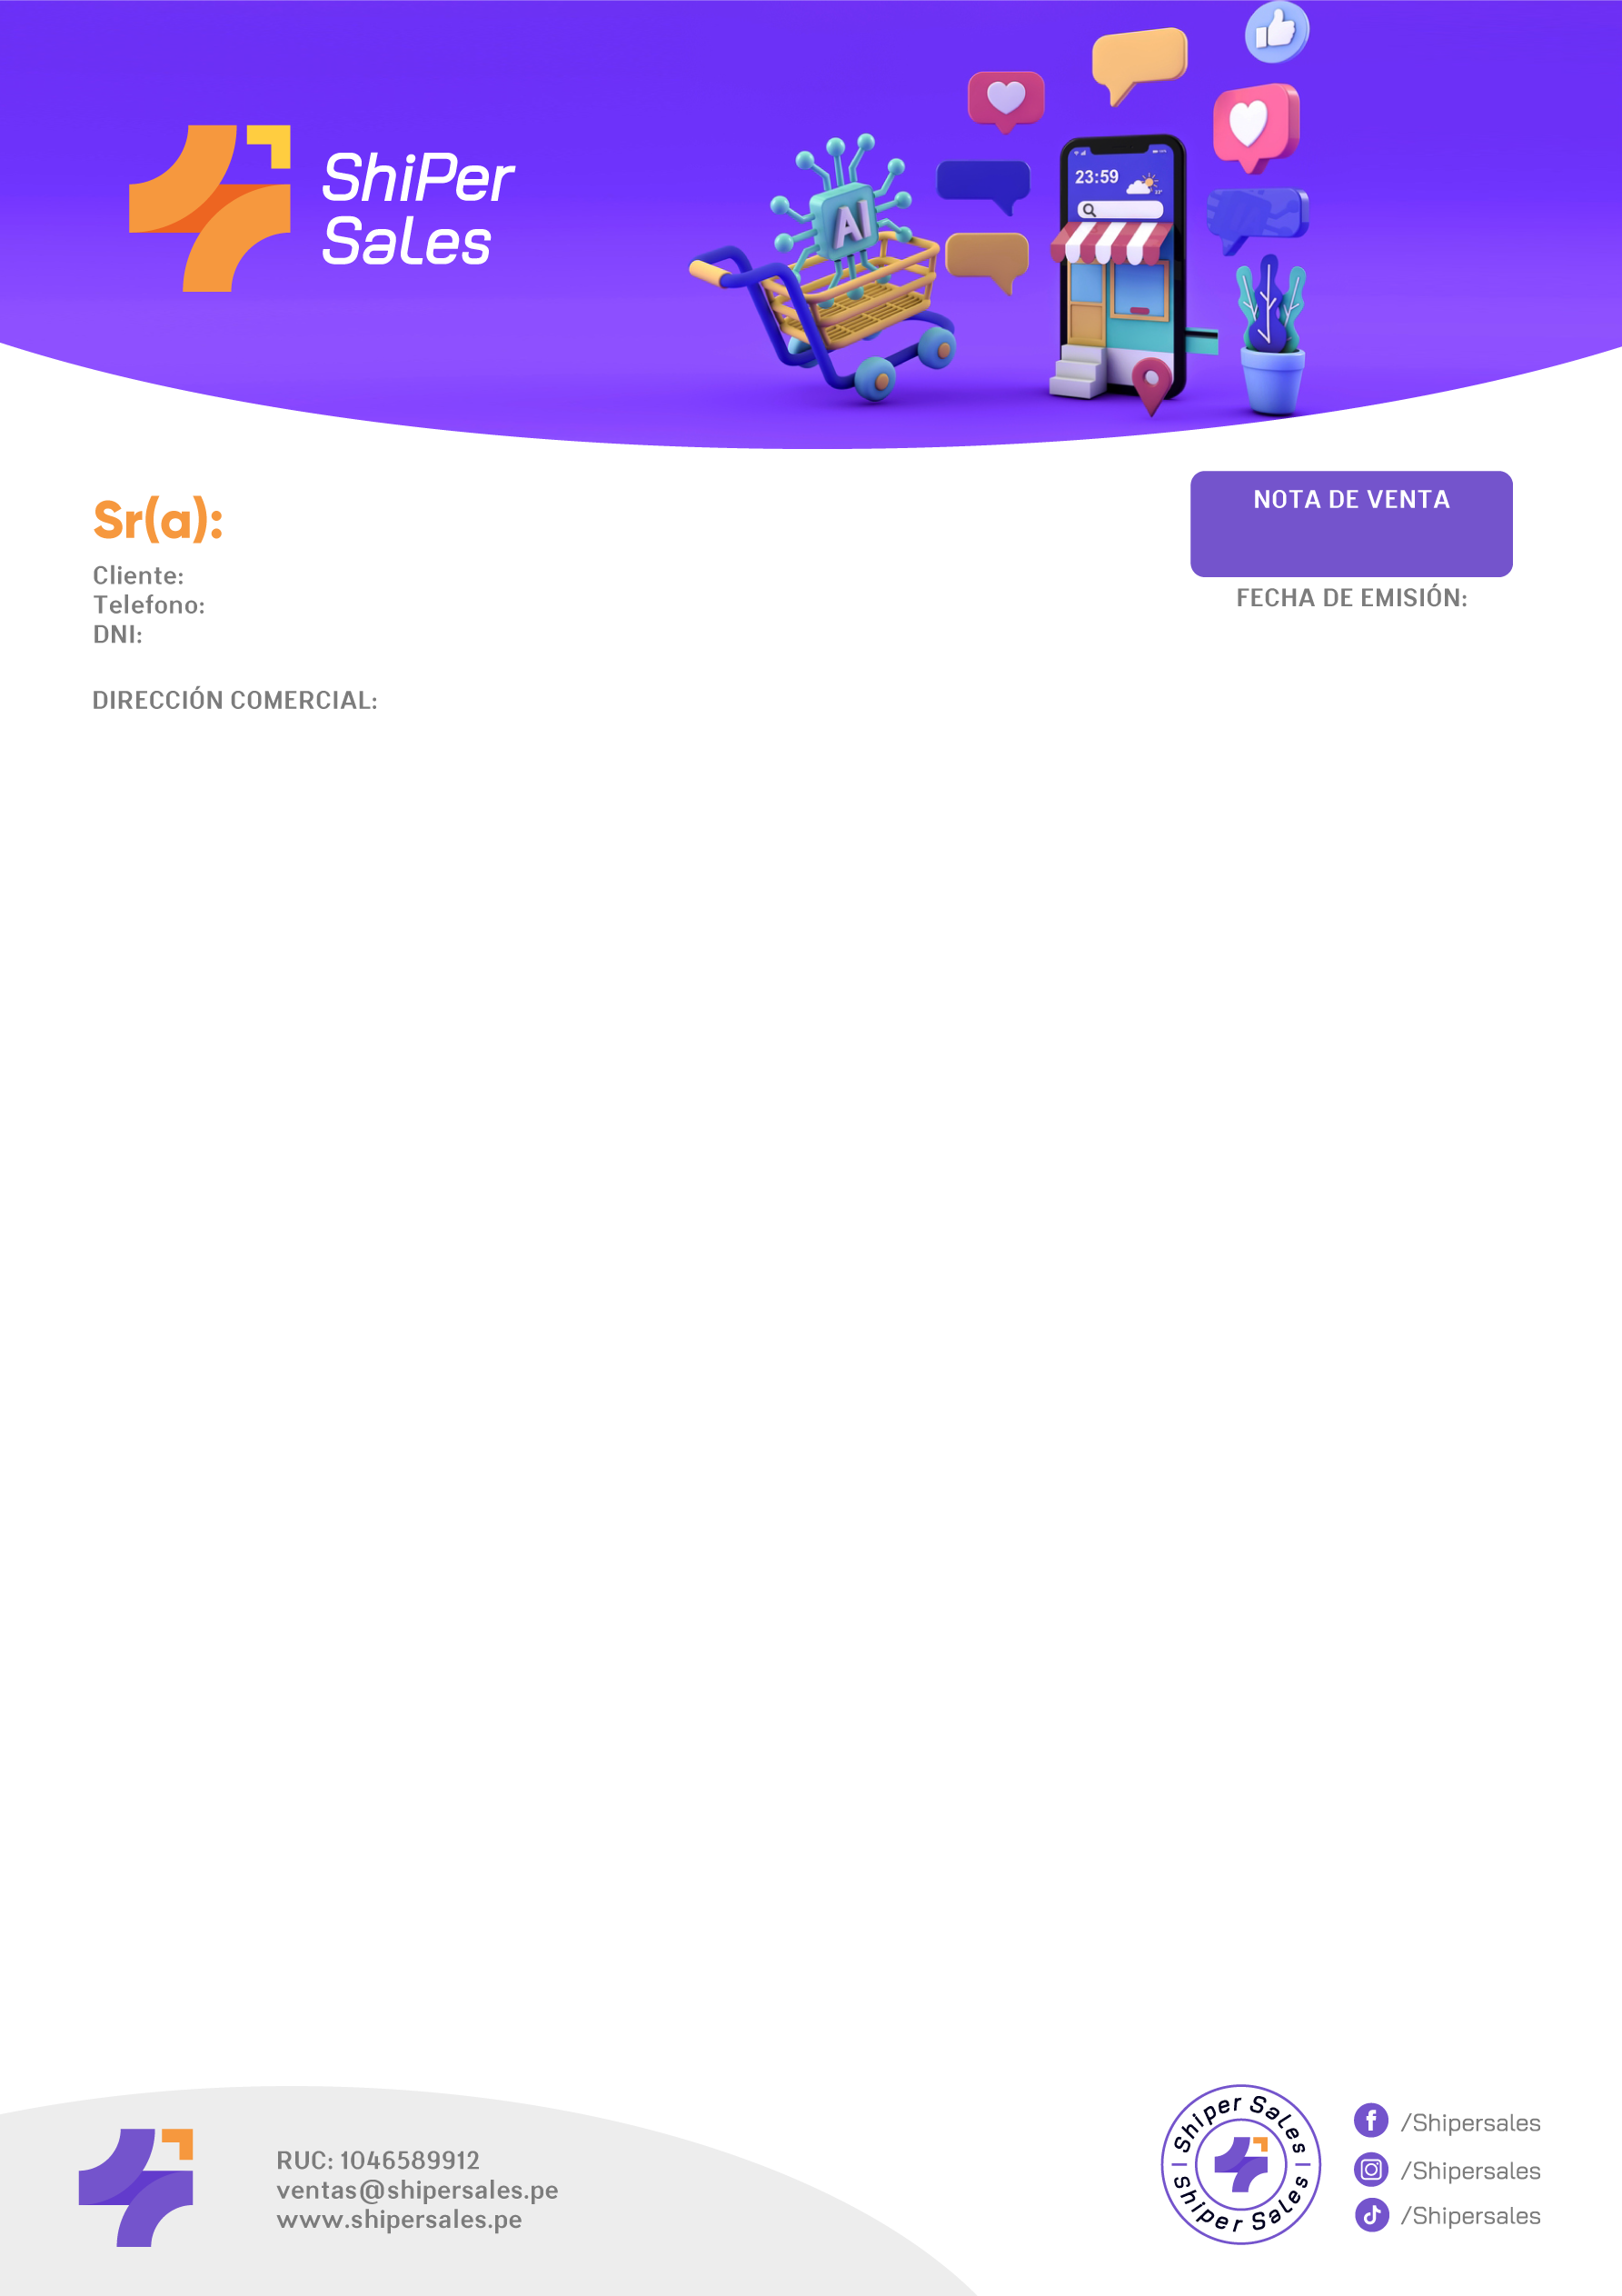 ShiPer
Sales
AI
23:59
Sr(a):
Cliente:
Telefono:
DNI:
DIRECCIÓN COMERCIAL:
NOTA DE VENTA
FECHA DE EMISIÓN:
RUC: 1046589912
ventas@shipersales.pe
www.shipersales.pe
Shiper Sales
Shiper Sales
/Shipersales
/Shipersales
/Shipersales